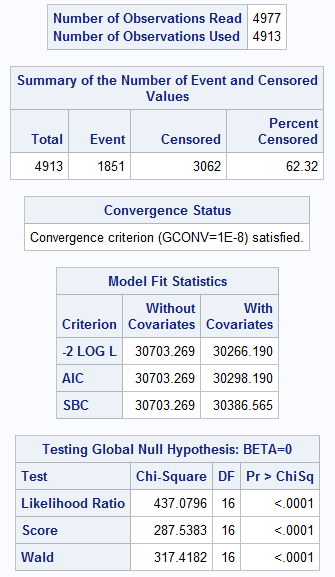 Number of Observations Read 4977
Number of Observations Used 4913
Summary of the Number of Event and Censored
Values
Percent
Total Event Censored Censored
4913 1851 3062 62.32
Convergence Status
Convergence criterion (GCONV=1E-8) satisfied.
Model Fit Statistics
Without With
Criterion Covariates Covariates
-2 LOG L 30703.269 30266.190
AIC 30703.269 30298.190
SBC 30703.269 30386.565
Testing Global Null Hypothesis: BETA=0
Test Chi-Square DF Pr > ChiSq
Likelihood Ratio 437.0796 16 <.0001
Score 287.5383 16 <.0001
Wald 317.4182 16 <.0001